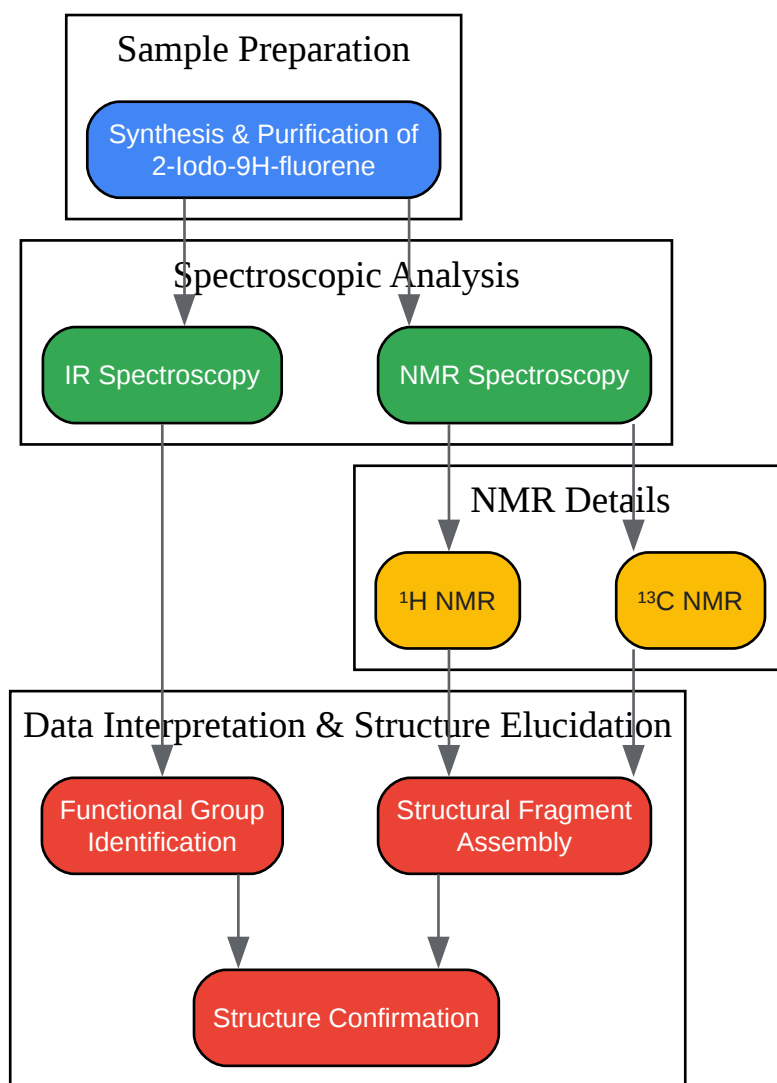 Sample Preparation
Synthesis & Purification of
2-Iodo-9H-fluorene
Spectroscopic Analysis
IR Spectroscopy
NMR Spectroscopy
NMR Details
¹H NMR
¹³C NMR
Data Interpretation & Structure Elucidation
Functional Group
Identification
Structural Fragment
Assembly
Structure Confirmation